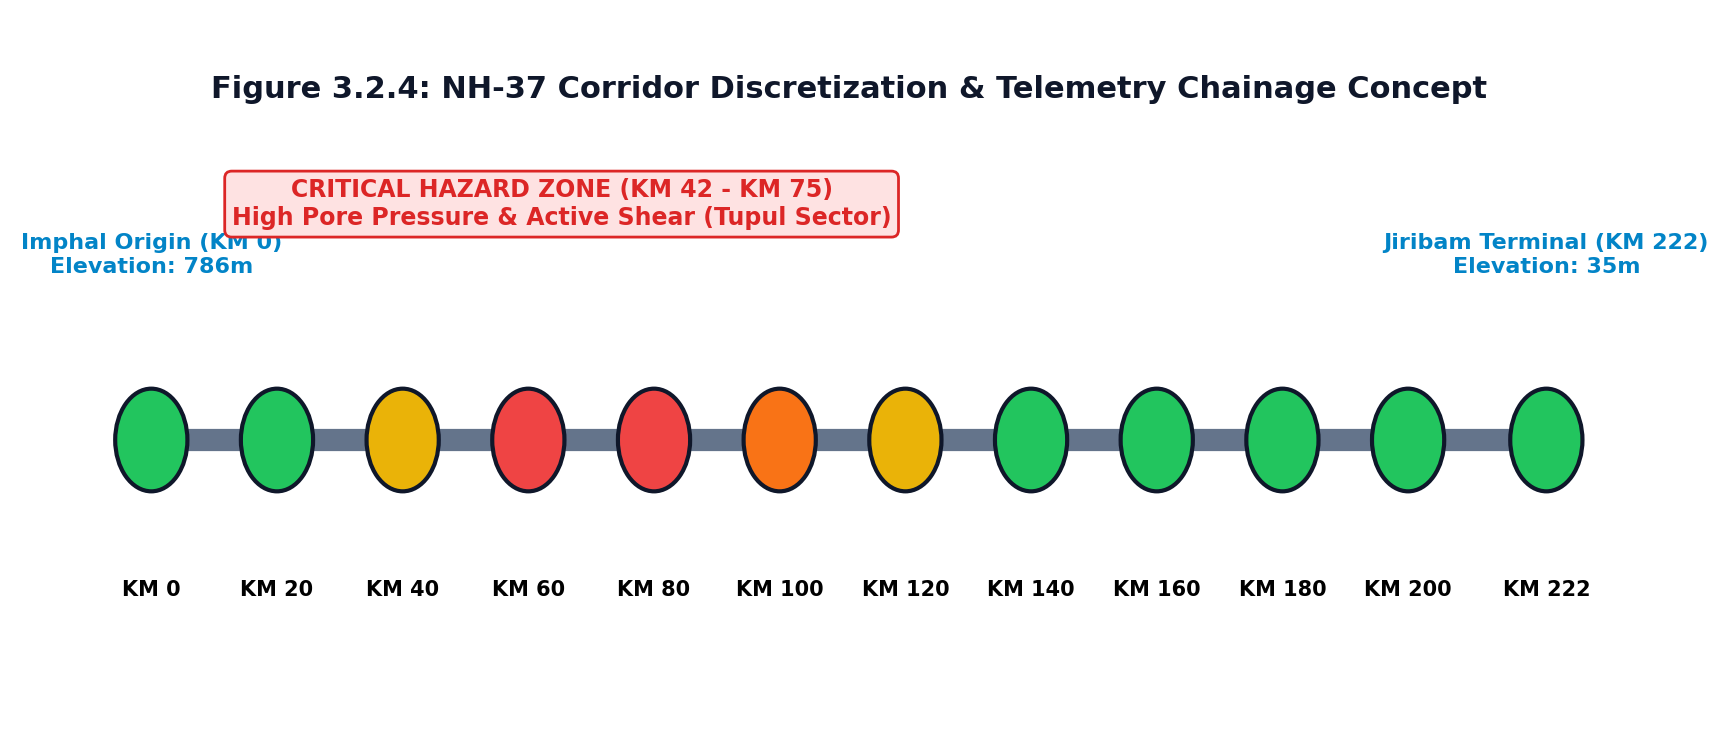 Figure 3.2.4: NH-37 Corridor Discretization & Telemetry Chainage Concept
CRITICAL HAZARD ZONE (KM 42 - KM 75)
High Pore Pressure & Active Shear (Tupul Sector)
Imphal Origin (KM 0)
Elevation: 786m
Jiribam Terminal (KM 222)
Elevation: 35m
KM 0
KM 20
KM 40
KM 60
KM 80
KM 100
KM 120
KM 140
KM 160
KM 180
KM 200
KM 222